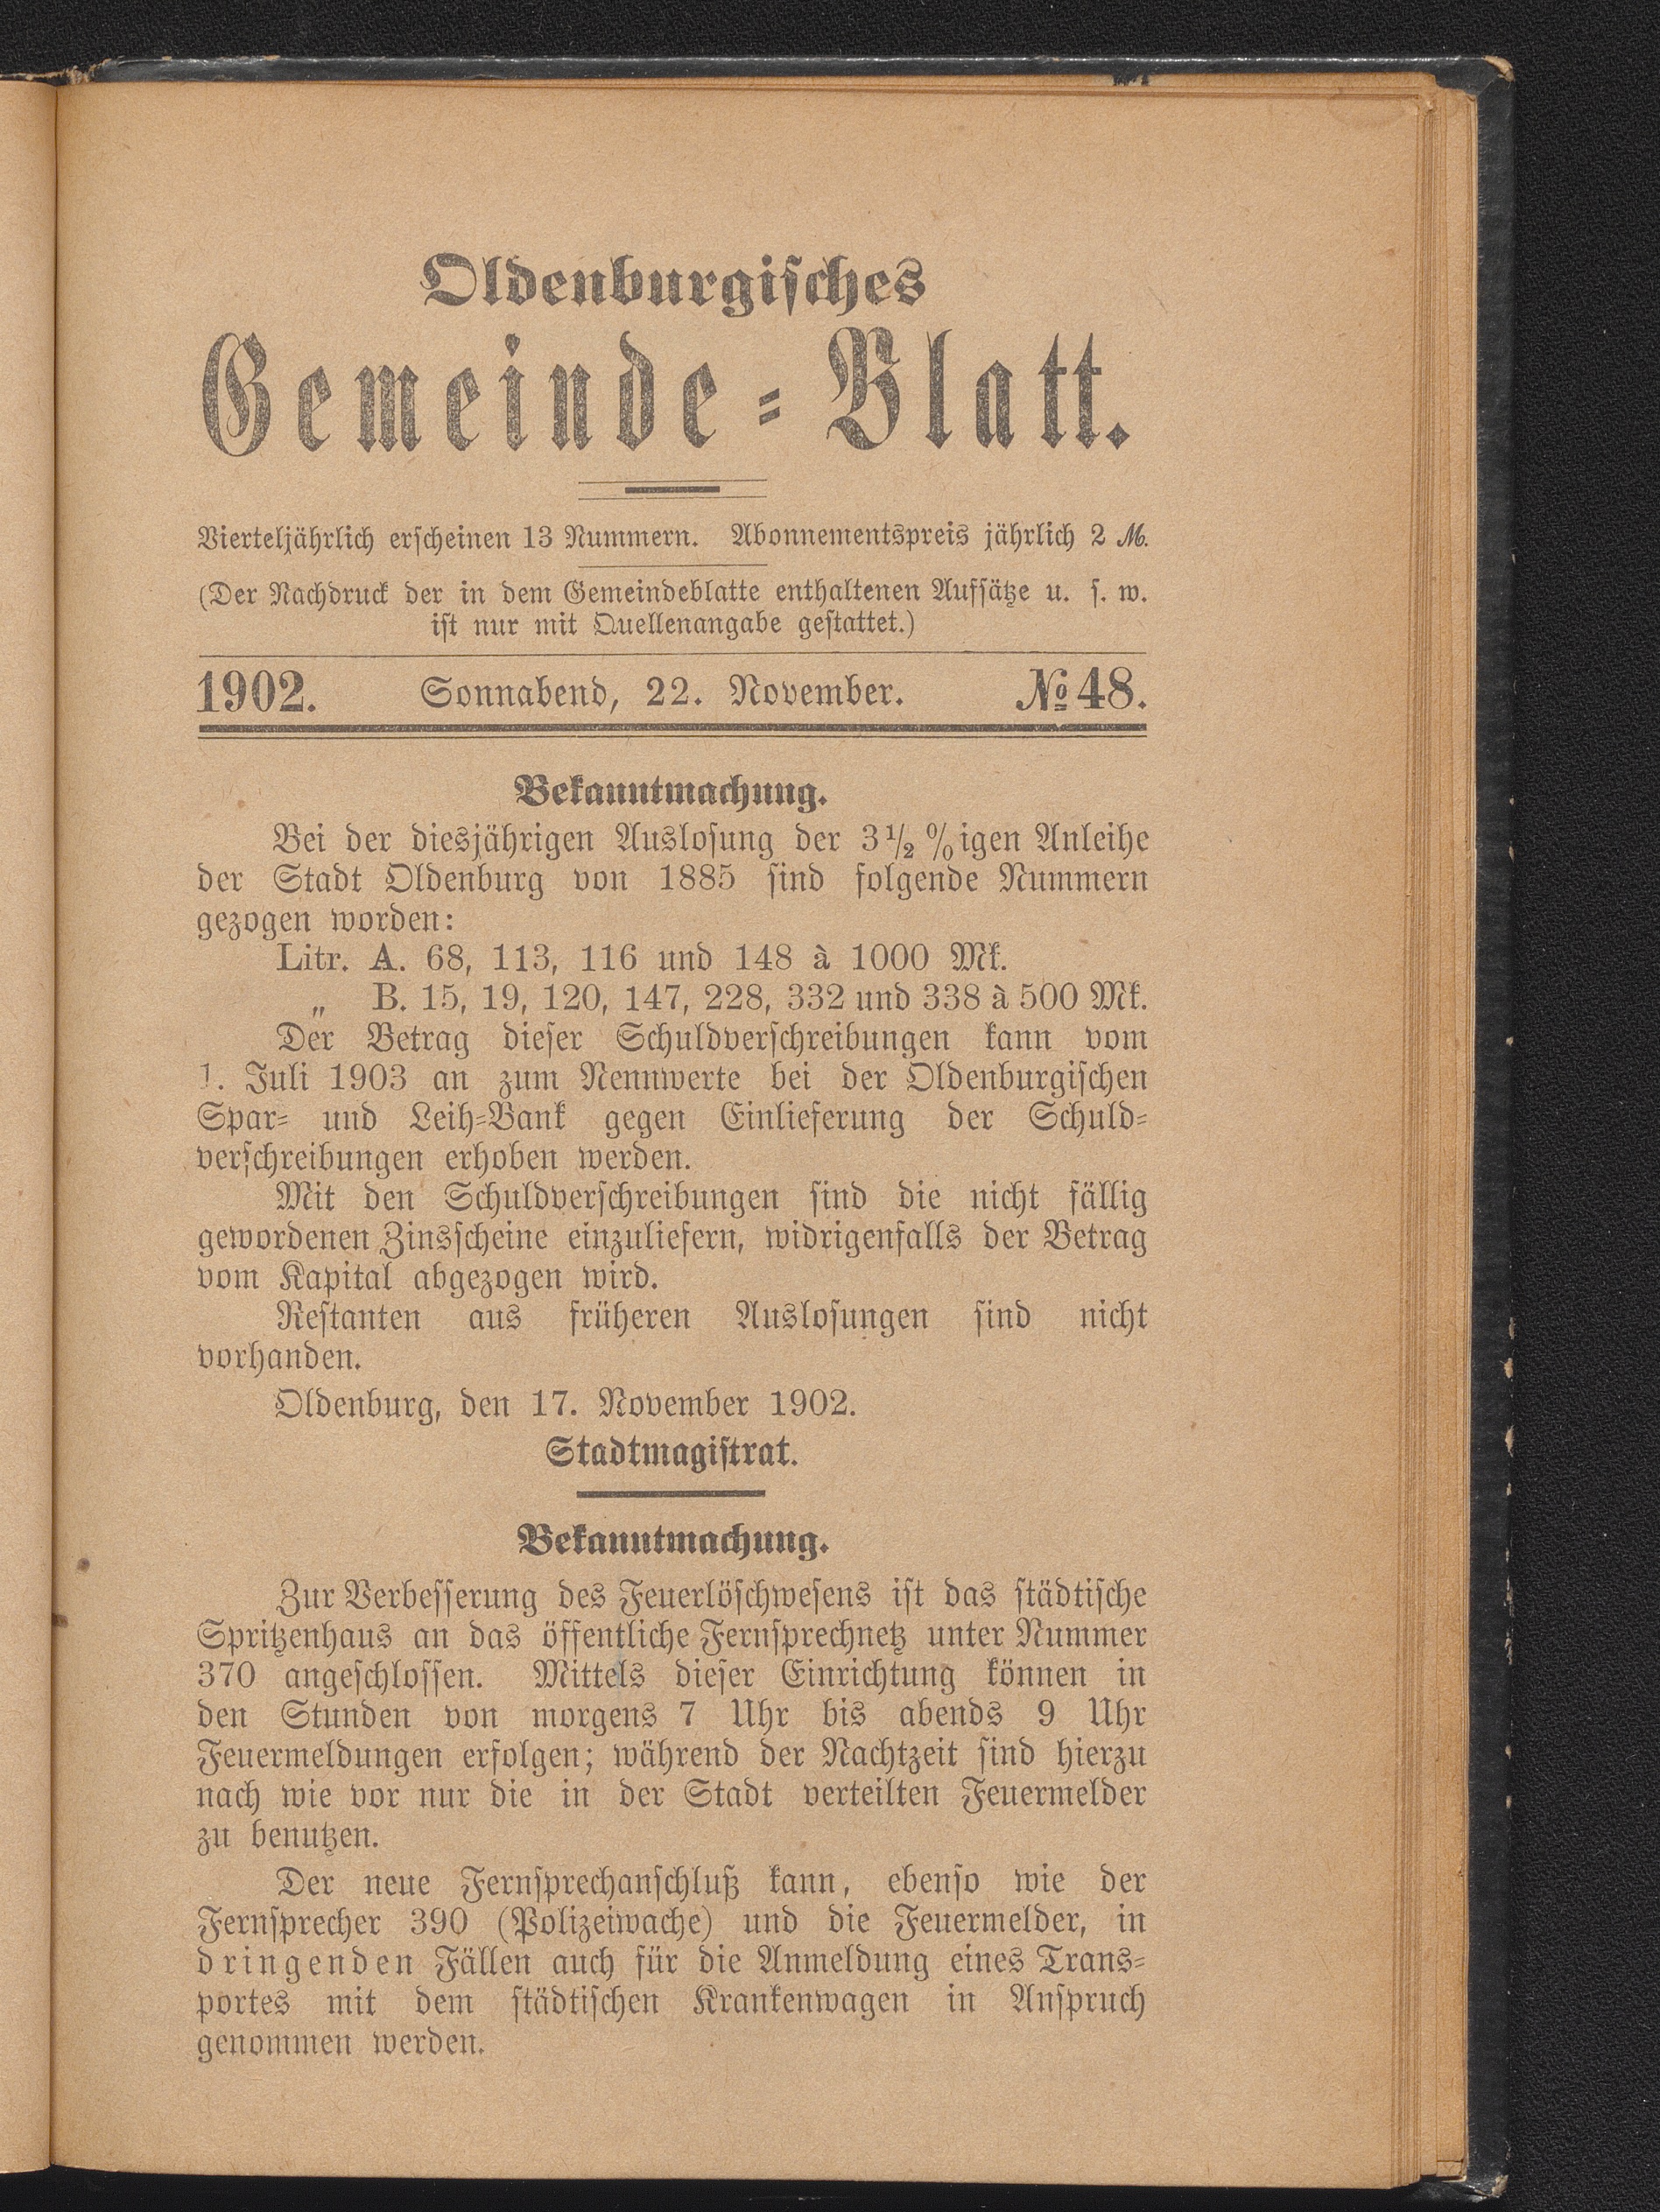 Oldenburgisches
Gemeinde-Blatt.
Vierteljährlich erscheinen 13 Nummern. Abonnementspreis jährlich 2 ℳ.
(Der Nachdruck der in dem Gemeindeblatte enthaltenen Aufsätze u. s. w.
ist nur mit Quellenangabe gestattet.)
1902. Sonnabend, 22. November. № 48.
Bekanntmachung.
Bei der diesjährigen Auslosung der 3½ %igen Anleihe
der Stadt Oldenburg von 1885 sind folgende Nummern
gezogen worden:
Litr. A. 68, 113, 116 und 148 à 1000 Mk.
„ B. 15, 19, 120, 147, 228, 332 und 338 à 500 Mk.
Der Betrag dieser Schuldverschreibungen kann vom
1. Juli 1903 an zum Nennwerte bei der Oldenburgischen
Spar- und Leih-Bank gegen Einlieferung der Schuld-
verschreibungen erhoben werden.
Mit den Schuldverschreibungen sind die nicht fällig
gewordenen Zinsscheine einzuliefern, widrigenfalls der Betrag
vom Kapital abgezogen wird.
Restanten aus früheren Auslosungen sind nicht
vorhanden.
Oldenburg, den 17. November 1902.
Stadtmagistrat.
Bekanntmachung.
Zur Verbesserung des Feuerlöschwesens ist das städtische
Spritzenhaus an das öffentliche Fernsprechnetz unter Nummer
370 angeschlossen. Mittels dieser Einrichtung können in
den Stunden von morgens 7 Uhr bis abends 9 Uhr
Feuermeldungen erfolgen; während der Nachtzeit sind hierzu
nach wie vor nur die in der Stadt verteilten Feuermelder
zu benutzen.
Der neue Fernsprechanschluß kann, ebenso wie der
Fernsprecher 390 (Polizeiwache) und die Feuermelder, in
dringenden Fällen auch für die Anmeldung eines Trans-
portes mit dem städtischen Krankenwagen in Anspruch
genommen werden.